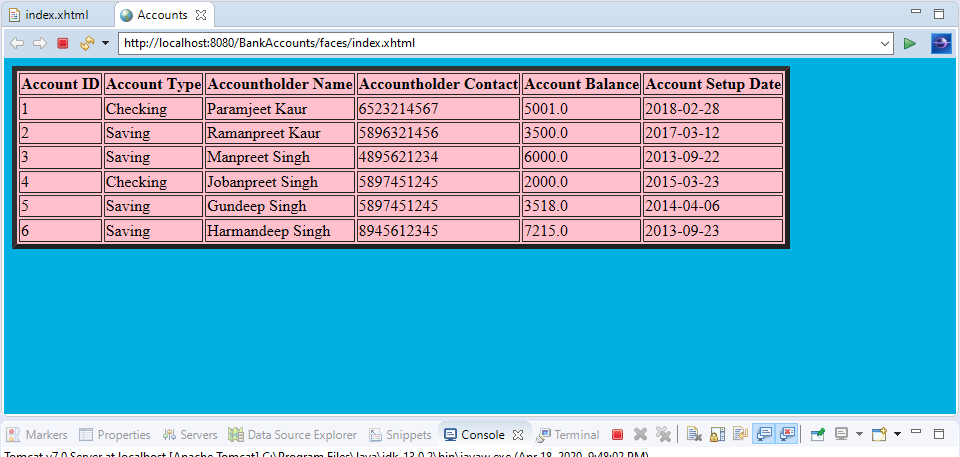 index.xhtml Accounts
http://localhost:8080/BankAccounts/faces/index.xhtml
Account ID Account Type Accountholder Name Accountholder Contact Account Balance Account Setup Date
1 Checking Paramjeet Kaur 6523214567 5001.0 2018-02-28
2 Saving Ramanpreet Kaur 5896321456 3500.0 2017-03-12
3 Saving Manpreet Singh 4895621234 6000.0 2013-09-22
4 Checking Jobanpreet Singh 5897451245 2000.0 2015-03-23
5 Saving Gundeep Singh 5897451245 3518.0 2014-04-06
6 Saving Harmandeep Singh 8945612345 7215.0 2013-09-23
Markers Properties Servers Data Source Explorer Snippets Console Terminal
Tomcat v7.0 Server at localhost [Apache Tomcat] C:\Program Files\Java\jdk-13.0.2\bin\javaw.exe (Apr 18, 2020, 9:48:02 PM)